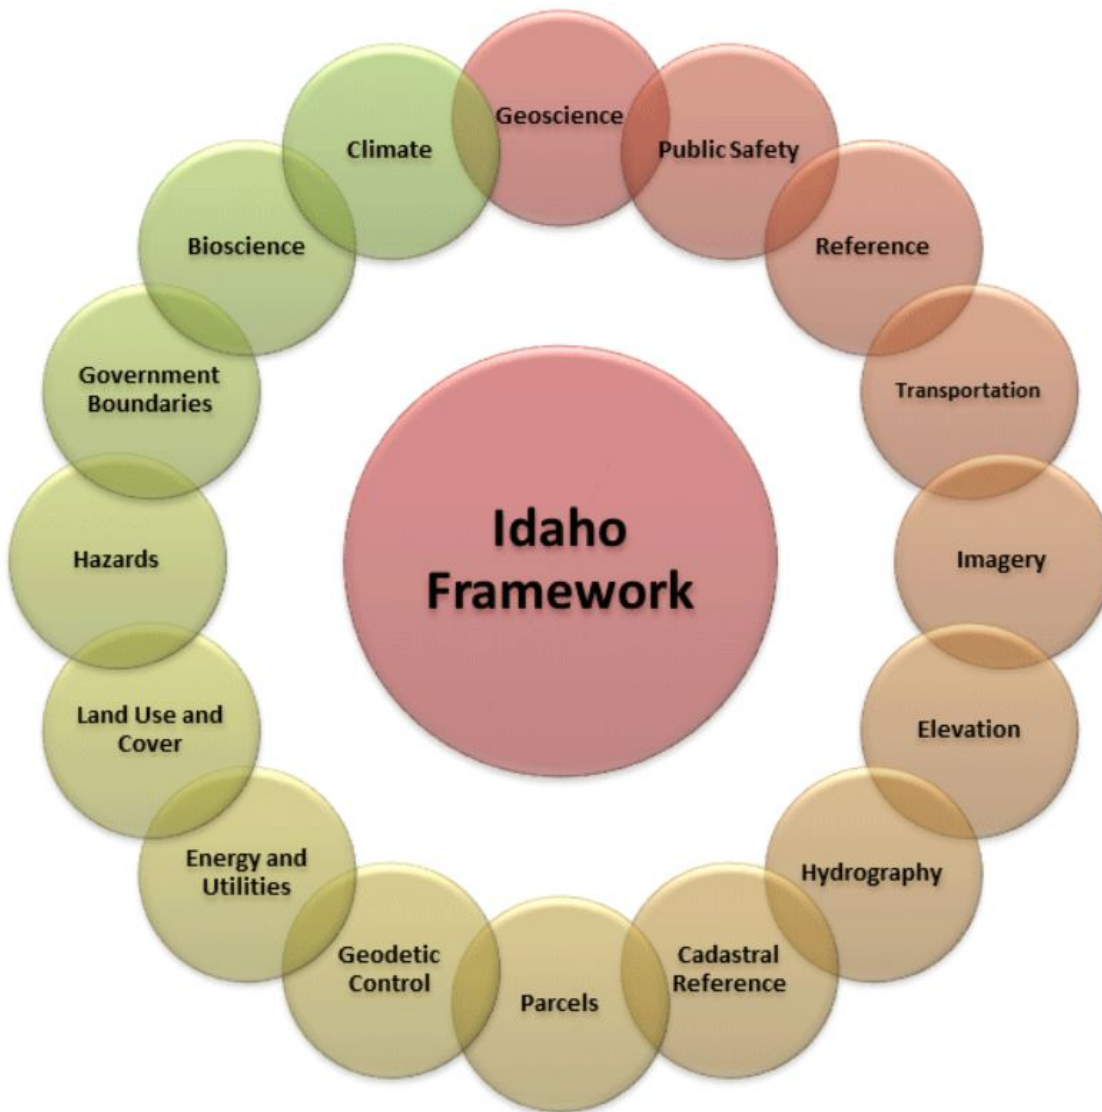 Geoscience
Public Safety
Reference
Transportation
Imagery
Elevation
Hydrography
Cadastral
Reference
Parcels
Geodetic
Control
Energy and
Utilities
Land Use and
Cover
Hazards
Government
Boundaries
Bioscience
Climate
Idaho
Framework